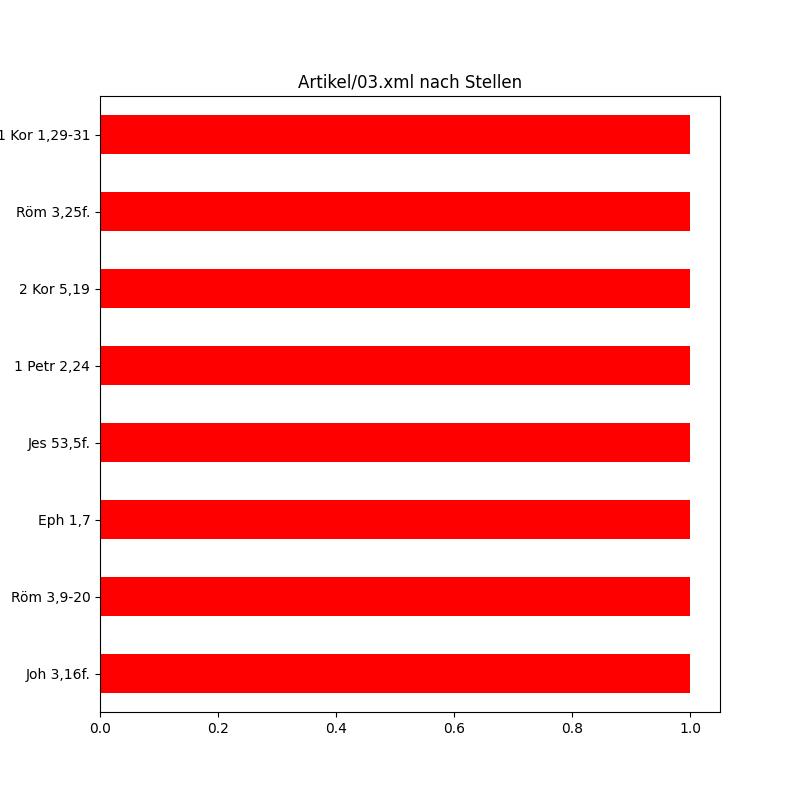 Artikel/03.xml nach Stellen
1 Kor 1,29-31
Röm 3,25f.
2 Kor 5,19
1 Petr 2,24
Jes 53,5f.
Eph 1,7
Röm 3,9-20
Joh 3,16f.
0.0 0.2 0.4 0.6 0.8 1.0